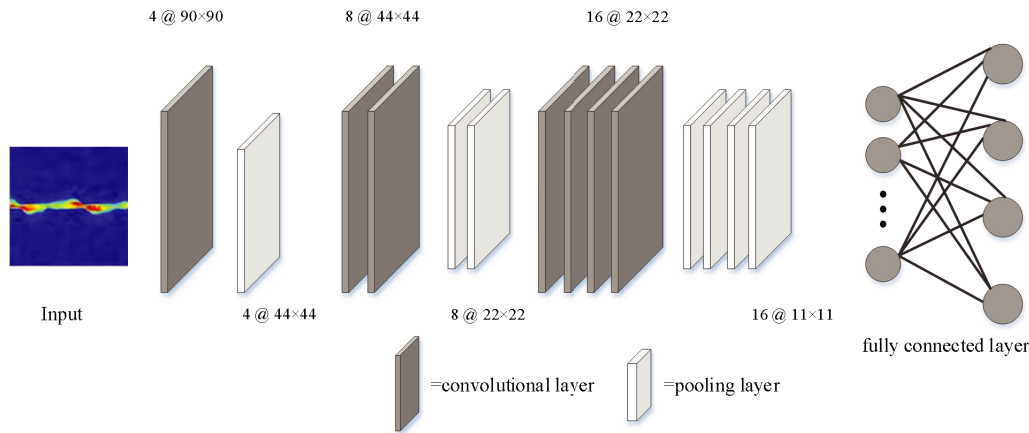 4 @ 90×90
8 @ 44×44
16 @ 22×22
Input
4 @ 44×44
8 @ 22×22
16 @ 11×11
fully connected layer
=convolutional layer
=pooling layer